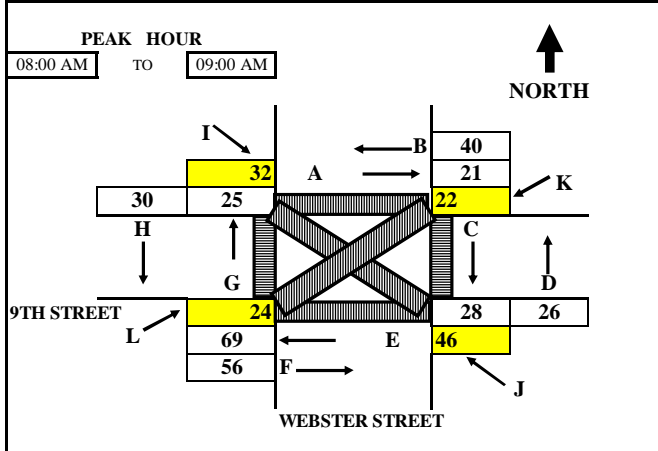 PEAK HOUR
08:00 AM TO 09:00 AM
NORTH
I
B 40
32 A 21
K
30 25 22
H C
G D
9TH STREET 24 28 26
L
69 E 46
56 F
J
WEBSTER STREET